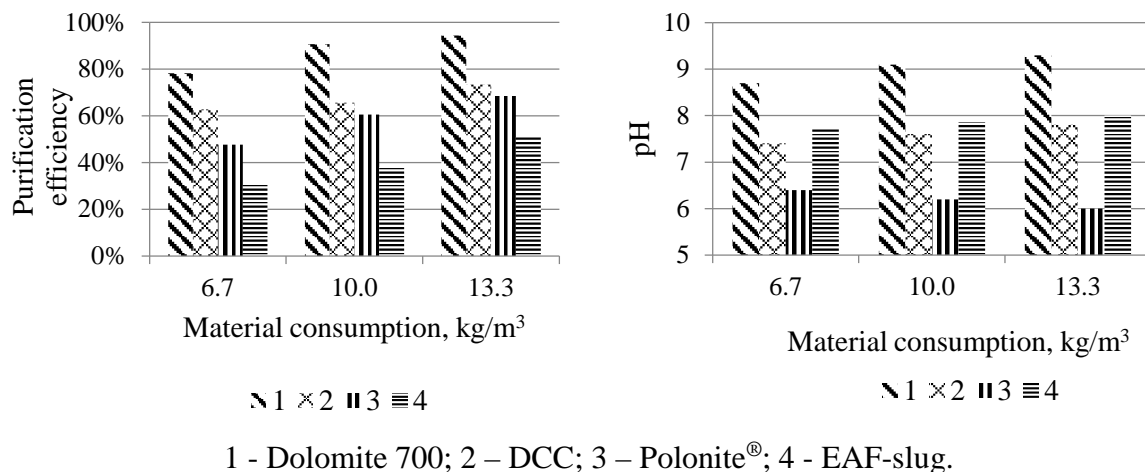 Purification
efficiency
100%
80%
60%
40%
20%
0%
6.7 10.0 13.3
Material consumption, kg/m³
1 2 3 4
pH
10
9
8
7
6
5
6.7 10.0 13.3
Material consumption, kg/m³
1 2 3 4
1 - Dolomite 700; 2 – DCC; 3 – Polonite®; 4 - EAF-slug.